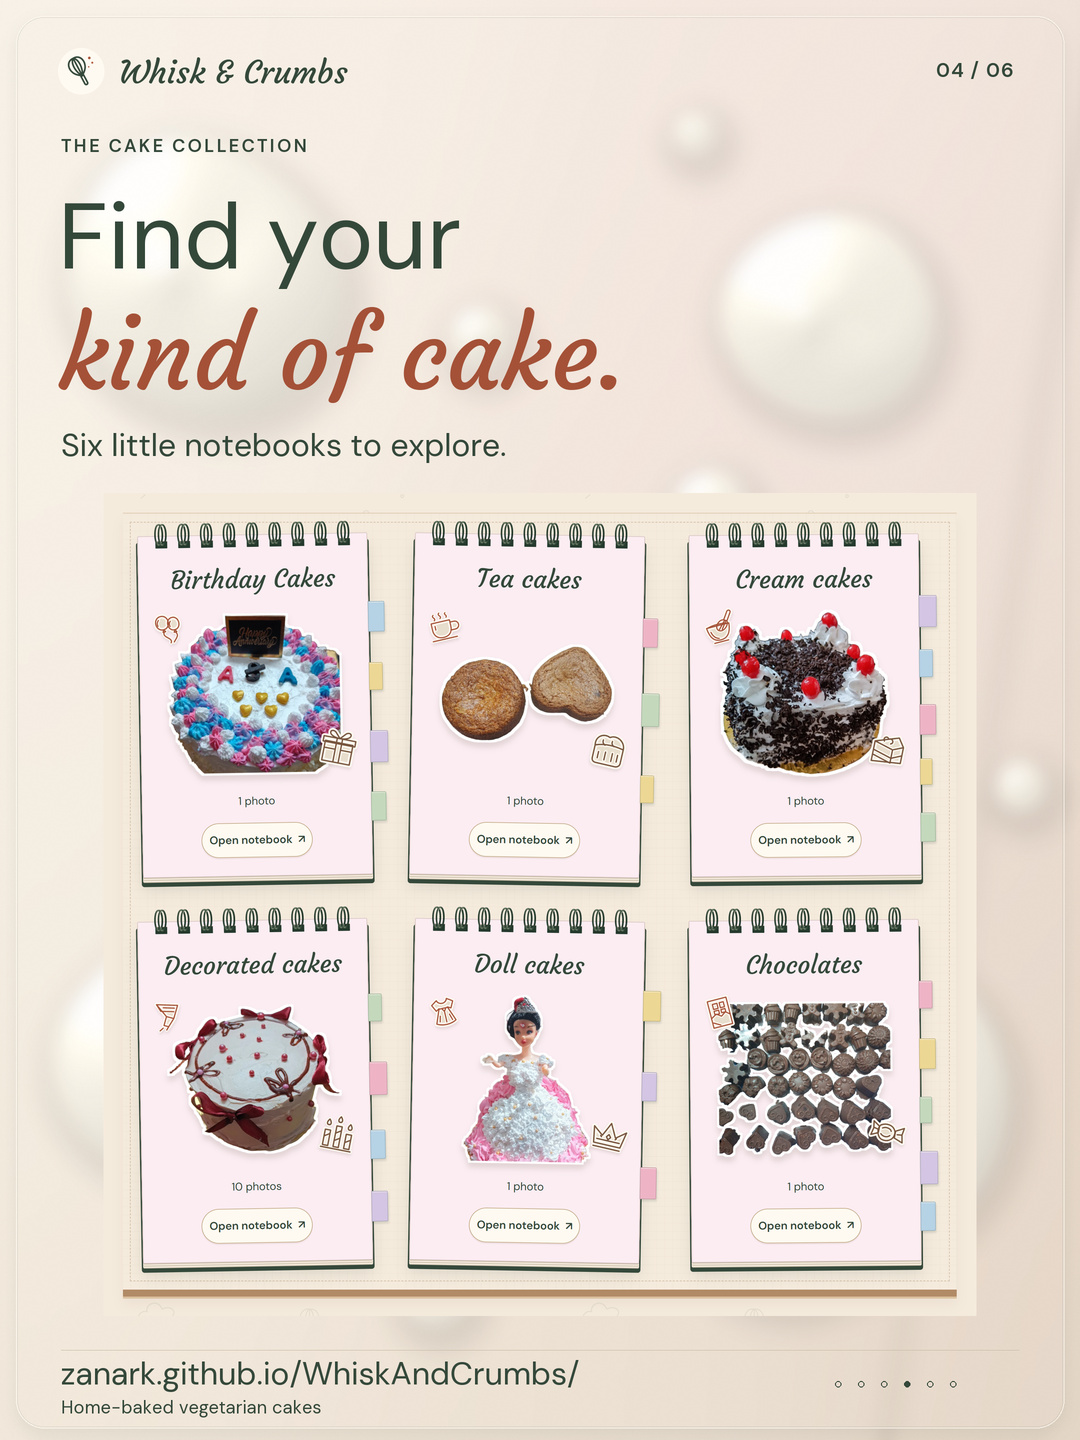 Whisk & Crumbs
04 / 06
THE CAKE COLLECTION
Find your
kind of cake.
Six little notebooks to explore.
Birthday Cakes
Happy
Anniversary
A & A
1 photo
Open notebook ↗
Tea cakes
1 photo
Open notebook ↗
Cream cakes
1 photo
Open notebook ↗
Decorated cakes
10 photos
Open notebook ↗
Doll cakes
1 photo
Open notebook ↗
Chocolates
1 photo
Open notebook ↗
zanark.github.io/WhiskAndCrumbs/
Home-baked vegetarian cakes